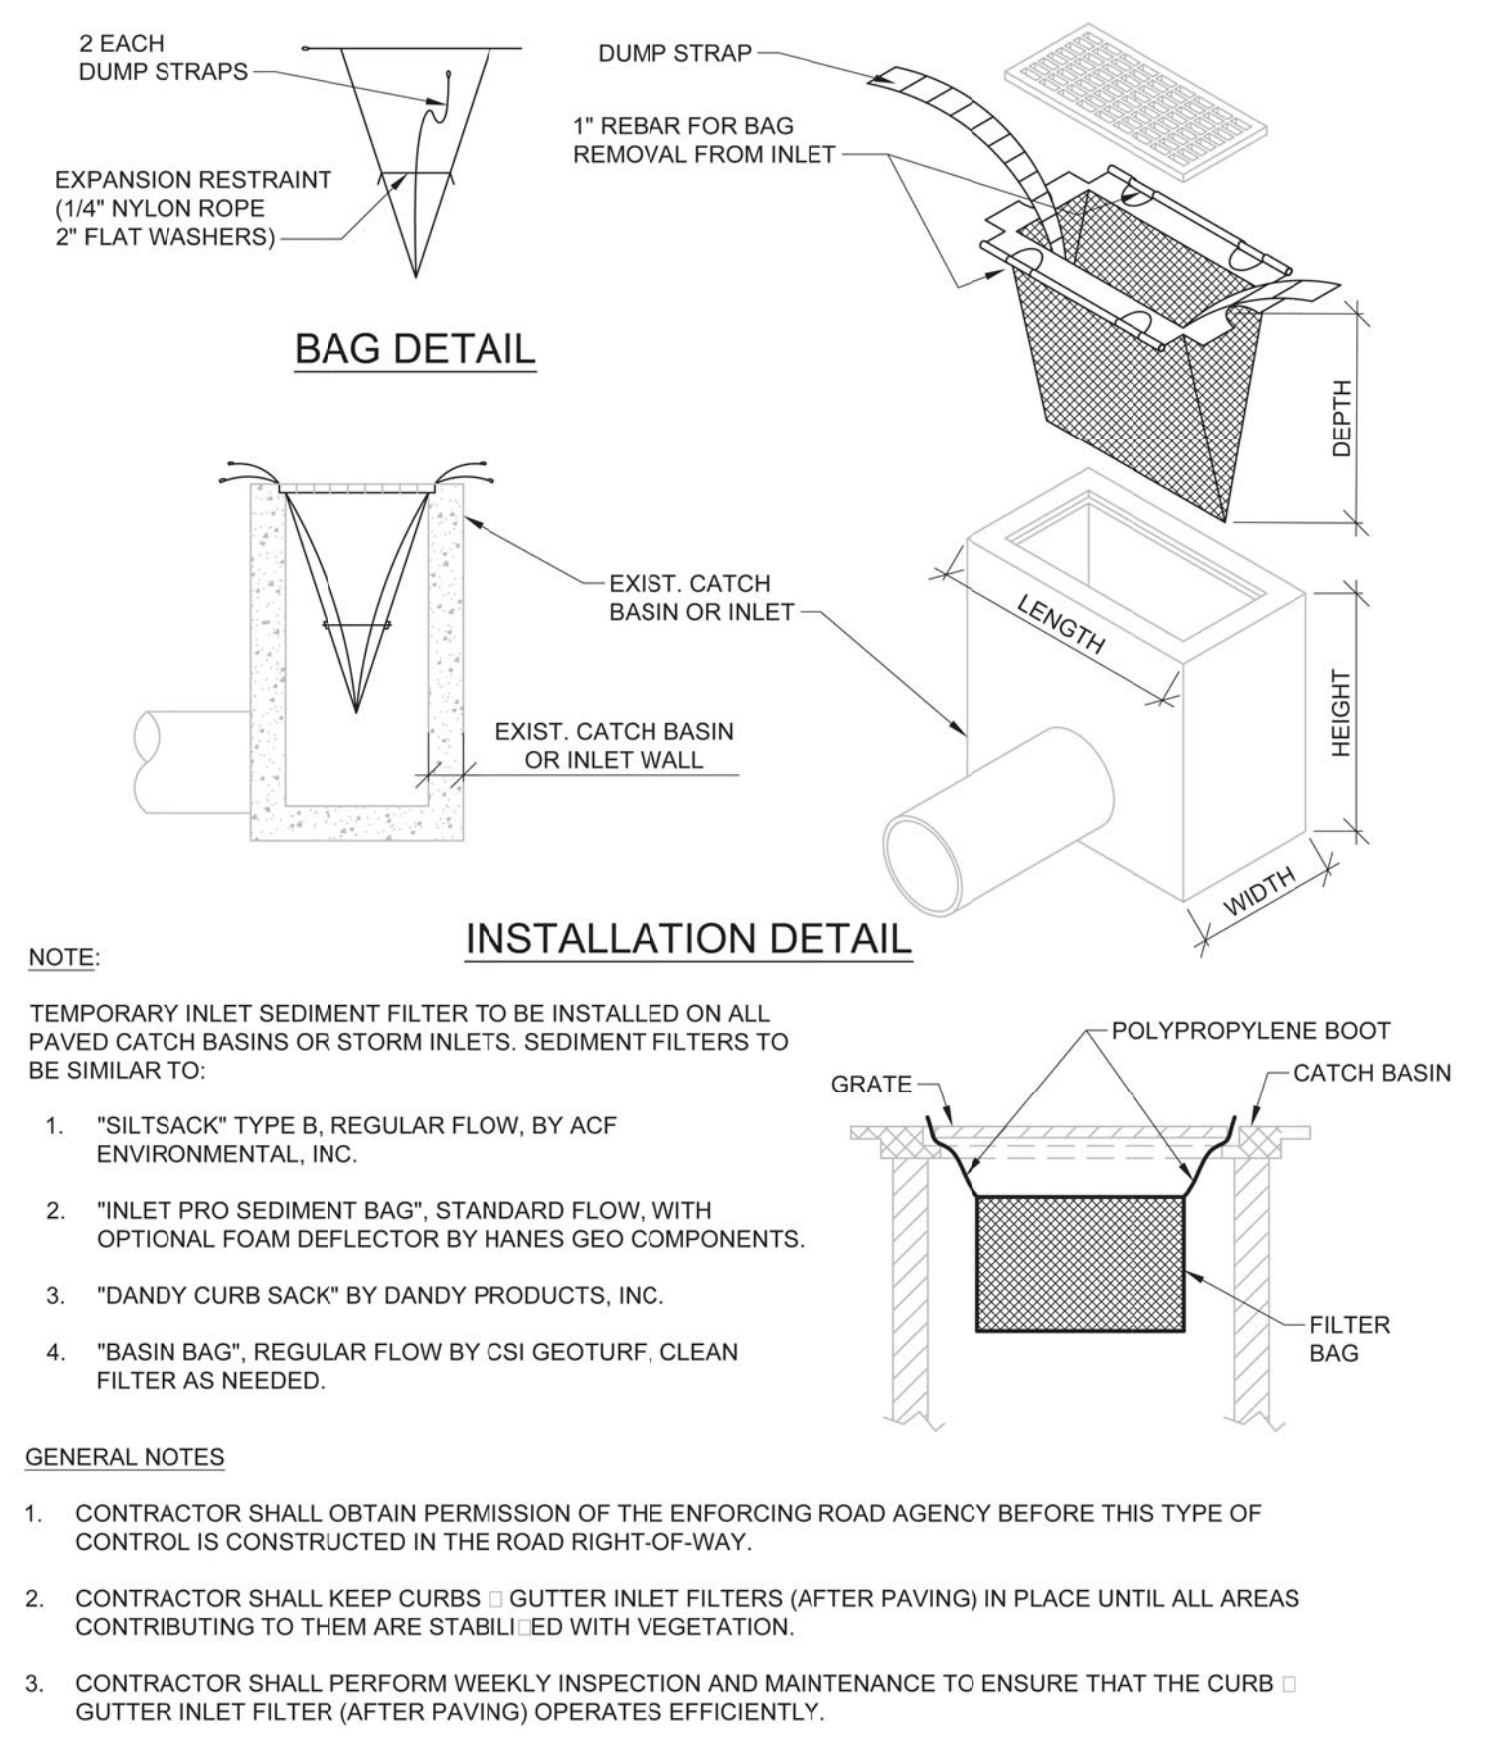 2 EACH
DUMP STRAPS
EXPANSION RESTRAINT
(1/4" NYLON ROPE
2" FLAT WASHERS)
BAG DETAIL
DUMP STRAP
1" REBAR FOR BAG
REMOVAL FROM INLET
DEPTH
EXIST. CATCH
BASIN OR INLET
LENGTH
HEIGHT
EXIST. CATCH BASIN
OR INLET WALL
WIDTH
INSTALLATION DETAIL
NOTE:
TEMPORARY INLET SEDIMENT FILTER TO BE INSTALLED ON ALL
PAVED CATCH BASINS OR STORM INLETS. SEDIMENT FILTERS TO
BE SIMILAR TO:
1. "SILTSACK" TYPE B, REGULAR FLOW, BY ACF
ENVIRONMENTAL, INC.
2. "INLET PRO SEDIMENT BAG", STANDARD FLOW, WITH
OPTIONAL FOAM DEFLECTOR BY HANES GEO COMPONENTS.
3. "DANDY CURB SACK" BY DANDY PRODUCTS, INC.
4. "BASIN BAG", REGULAR FLOW BY CSI GEOTURF, CLEAN
FILTER AS NEEDED.
POLYPROPYLENE BOOT
GRATE
CATCH BASIN
FILTER
BAG
GENERAL NOTES
1. CONTRACTOR SHALL OBTAIN PERMISSION OF THE ENFORCING ROAD AGENCY BEFORE THIS TYPE OF
CONTROL IS CONSTRUCTED IN THE ROAD RIGHT-OF-WAY.
2. CONTRACTOR SHALL KEEP CURBS □ GUTTER INLET FILTERS (AFTER PAVING) IN PLACE UNTIL ALL AREAS
CONTRIBUTING TO THEM ARE STABILI□ED WITH VEGETATION.
3. CONTRACTOR SHALL PERFORM WEEKLY INSPECTION AND MAINTENANCE TO ENSURE THAT THE CURB □
GUTTER INLET FILTER (AFTER PAVING) OPERATES EFFICIENTLY.